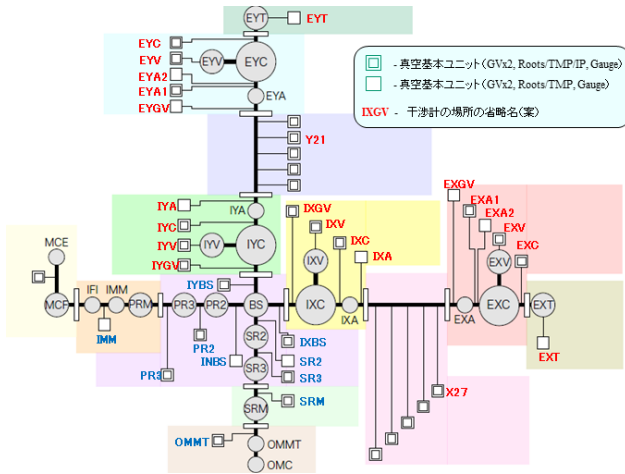 EYT
EYT
EYC
EYV
EYV
EYC
EYA2
EYA1
EYA
EYGV
- 真空基本ユニット(GVx2, Roots/TMP/IP, Gauge)
- 真空基本ユニット(GVx2, Roots/TMP, Gauge)
IXGV - 干渉計の場所の省略名(案)
Y21
IYA
IYA
IYC
IYV
IYV
IYC
IYGV
IYBS
IXGV
IXV
IXC
IXA
IXV
IXC
IXA
EXGV
EXA1
EXA2
EXV
EXC
EXV
EXA
EXC
EXT
EXT
MCE
MCF
IFI
IMM
PRM
IMM
PR3
PR2
BS
PR2
INBS
PR3
IXBS
SR2
SR2
SR3
SR3
SRM
SRM
X27
OMMT
OMMT
OMC